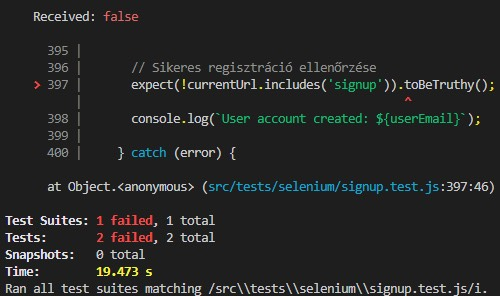 Received: false
395 |
396 |       // Sikeres regisztráció ellenőrzése
> 397 |       expect(!currentUrl.includes('signup')).toBeTruthy();
|                                              ^
398 |       console.log(`User account created: ${userEmail}`);
399 |
400 |     } catch (error) {
at Object.<anonymous> (src/tests/selenium/signup.test.js:397:46)
Test Suites: 1 failed, 1 total
Tests:       2 failed, 2 total
Snapshots:   0 total
Time:        19.473 s
Ran all test suites matching /src\\tests\\selenium\\signup.test.js/i.